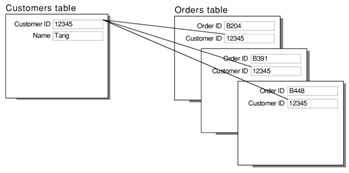 Customers table
Customer ID 12345
Name Tang
Orders table
Order ID B204
Customer ID 12345
Order ID B391
Customer ID 12345
Order ID B448
Customer ID 12345